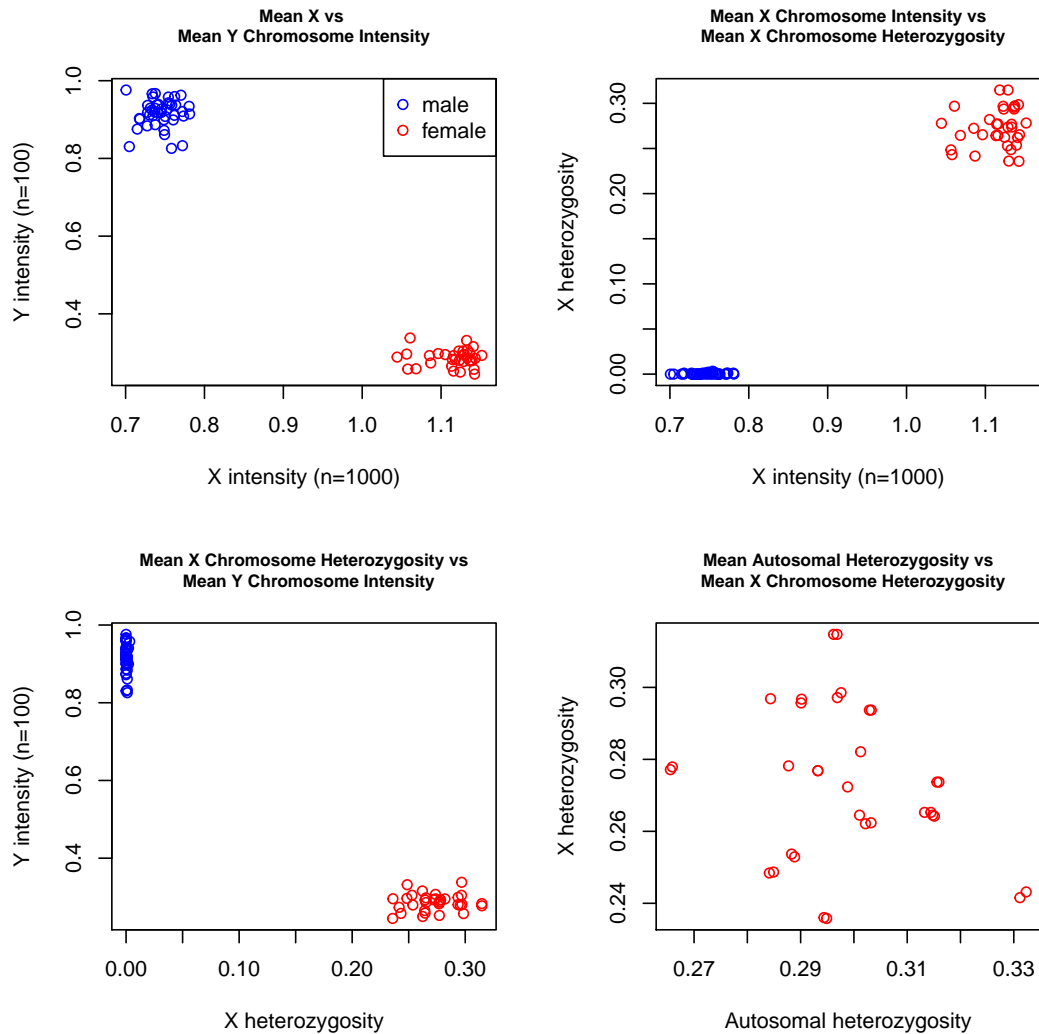 Mean X vs
Mean Y Chromosome Intensity
Y intensity (n=100)
1.0
0.8
0.6
0.4
male
female
0.7 0.8 0.9 1.0 1.1
X intensity (n=1000)
Mean X Chromosome Intensity vs
Mean X Chromosome Heterozygosity
X heterozygosity
0.30
0.20
0.10
0.00
0.7 0.8 0.9 1.0 1.1
X intensity (n=1000)
Mean X Chromosome Heterozygosity vs
Mean Y Chromosome Intensity
Y intensity (n=100)
1.0
0.8
0.6
0.4
0.00 0.10 0.20 0.30
X heterozygosity
Mean Autosomal Heterozygosity vs
Mean X Chromosome Heterozygosity
X heterozygosity
0.30
0.28
0.26
0.24
0.27 0.29 0.31 0.33
Autosomal heterozygosity